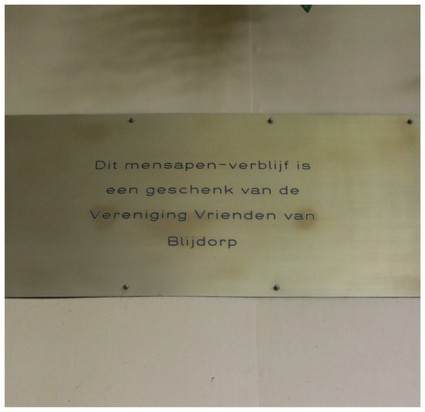 Dit mensapen-verblijf is
een geschenk van de
Vereniging Vrienden van
Blijdorp